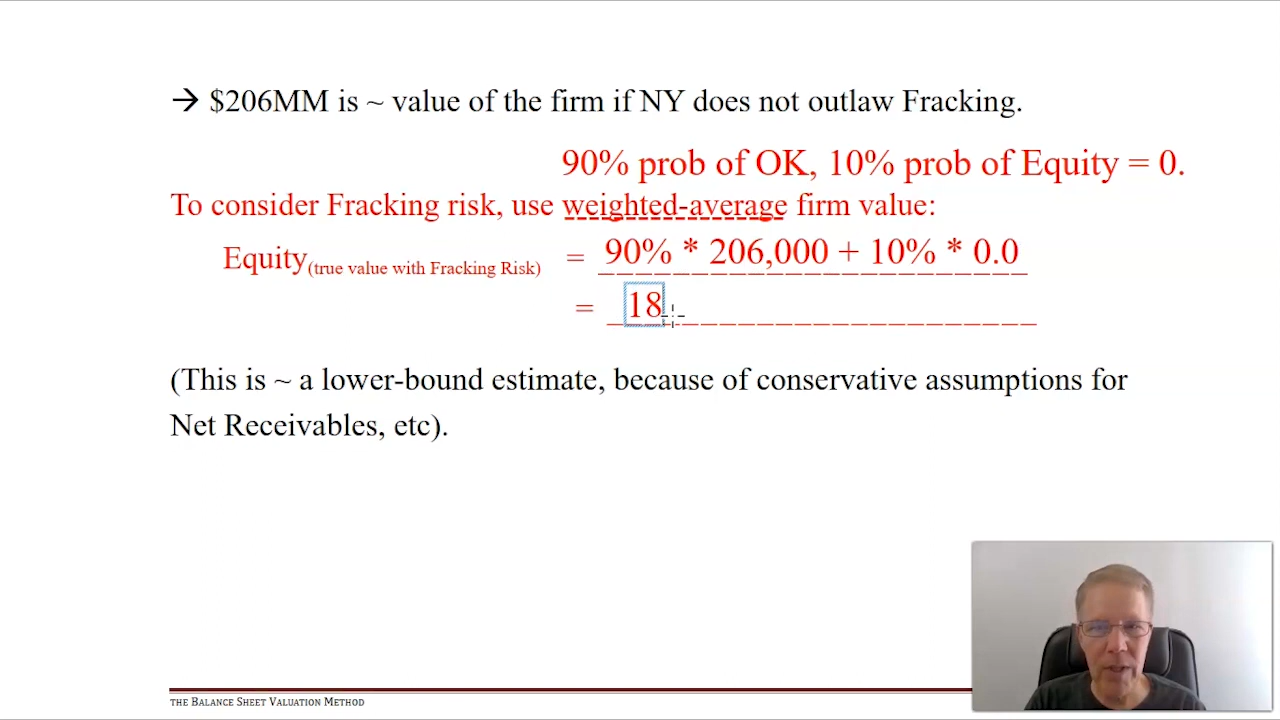 → $206MM is ~ value of the firm if NY does not outlaw Fracking.
90% prob of OK, 10% prob of Equity = 0.
To consider Fracking risk, use weighted-average firm value:
Equity(true value with Fracking Risk) = 90% * 206,000 + 10% * 0.0
= 18
(This is ~ a lower-bound estimate, because of conservative assumptions for
Net Receivables, etc).
THE BALANCE SHEET VALUATION METHOD